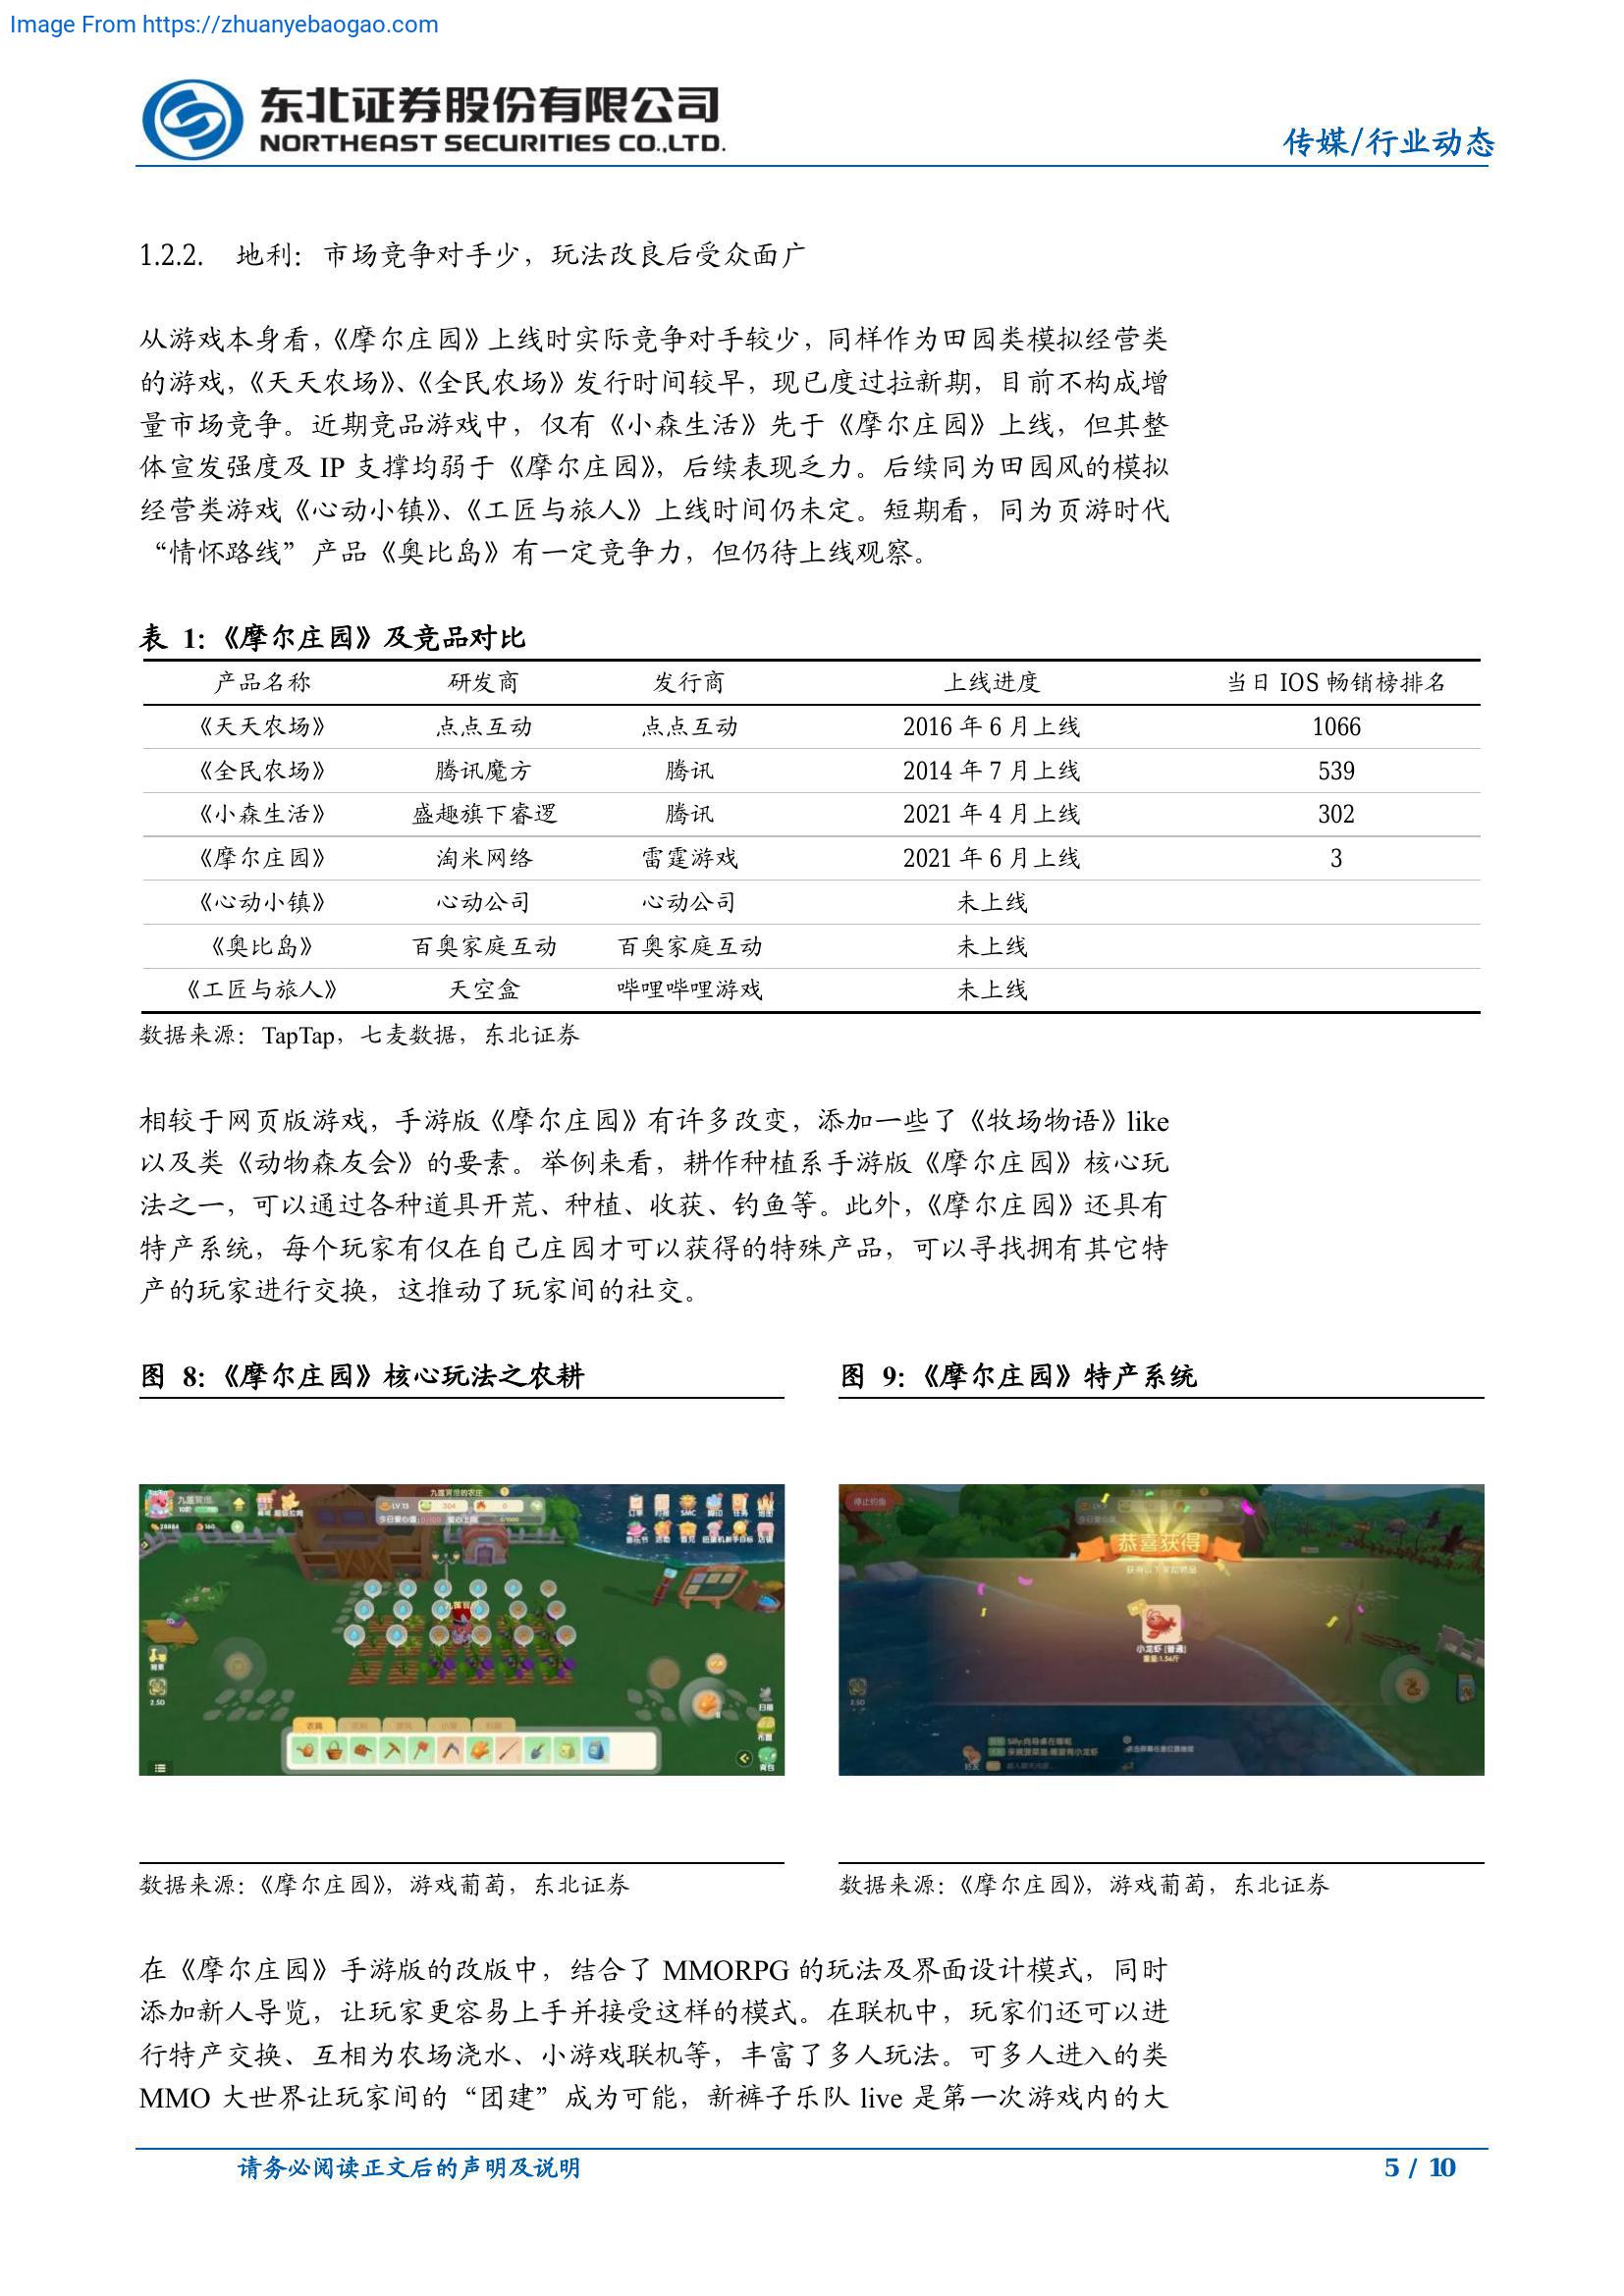 Image From https://zhuanyebaogao.com
东北证券股份有限公司
NORTHEAST SECURITIES CO.,LTD.
传媒/行业动态
1.2.2. 地利：市场竞争对手少，玩法改良后受众面广
从游戏本身看，《摩尔庄园》上线时实际竞争对手较少，同样作为田园类模拟经营类
的游戏，《天天农场》、《全民农场》发行时间较早，现已度过拉新期，目前不构成增
量市场竞争。近期竞品游戏中，仅有《小森生活》先于《摩尔庄园》上线，但其整
体宣发强度及 IP 支撑均弱于《摩尔庄园》，后续表现乏力。后续同为田园风的模拟
经营类游戏《心动小镇》、《工匠与旅人》上线时间仍未定。短期看，同为页游时代
“情怀路线”产品《奥比岛》有一定竞争力，但仍待上线观察。
表 1:《摩尔庄园》及竞品对比
产品名称 研发商 发行商 上线进度 当日 IOS 畅销榜排名
《天天农场》 点点互动 点点互动 2016 年 6 月上线 1066
《全民农场》 腾讯魔方 腾讯 2014 年 7 月上线 539
《小森生活》 盛趣旗下睿逻 腾讯 2021 年 4 月上线 302
《摩尔庄园》 淘米网络 雷霆游戏 2021 年 6 月上线 3
《心动小镇》 心动公司 心动公司 未上线
《奥比岛》 百奥家庭互动 百奥家庭互动 未上线
《工匠与旅人》 天空盒 哔哩哔哩游戏 未上线
数据来源：TapTap，七麦数据，东北证券
相较于网页版游戏，手游版《摩尔庄园》有许多改变，添加一些了《牧场物语》like
以及类《动物森友会》的要素。举例来看，耕作种植系手游版《摩尔庄园》核心玩
法之一，可以通过各种道具开荒、种植、收获、钓鱼等。此外，《摩尔庄园》还具有
特产系统，每个玩家有仅在自己庄园才可以获得的特殊产品，可以寻找拥有其它特
产的玩家进行交换，这推动了玩家间的社交。
图 8:《摩尔庄园》核心玩法之农耕
图 9:《摩尔庄园》特产系统
LV.15
304
0
28884
160
2.5D
农具
布置
背包
停止钓鱼
恭喜获得
小龙虾 [普通]
重量:1.56斤
数据来源：《摩尔庄园》，游戏葡萄，东北证券
数据来源：《摩尔庄园》，游戏葡萄，东北证券
在《摩尔庄园》手游版的改版中，结合了 MMORPG 的玩法及界面设计模式，同时
添加新人导览，让玩家更容易上手并接受这样的模式。在联机中，玩家们还可以进
行特产交换、互相为农场浇水、小游戏联机等，丰富了多人玩法。可多人进入的类
MMO 大世界让玩家间的“团建”成为可能，新裤子乐队 live 是第一次游戏内的大
请务必阅读正文后的声明及说明
5 / 10